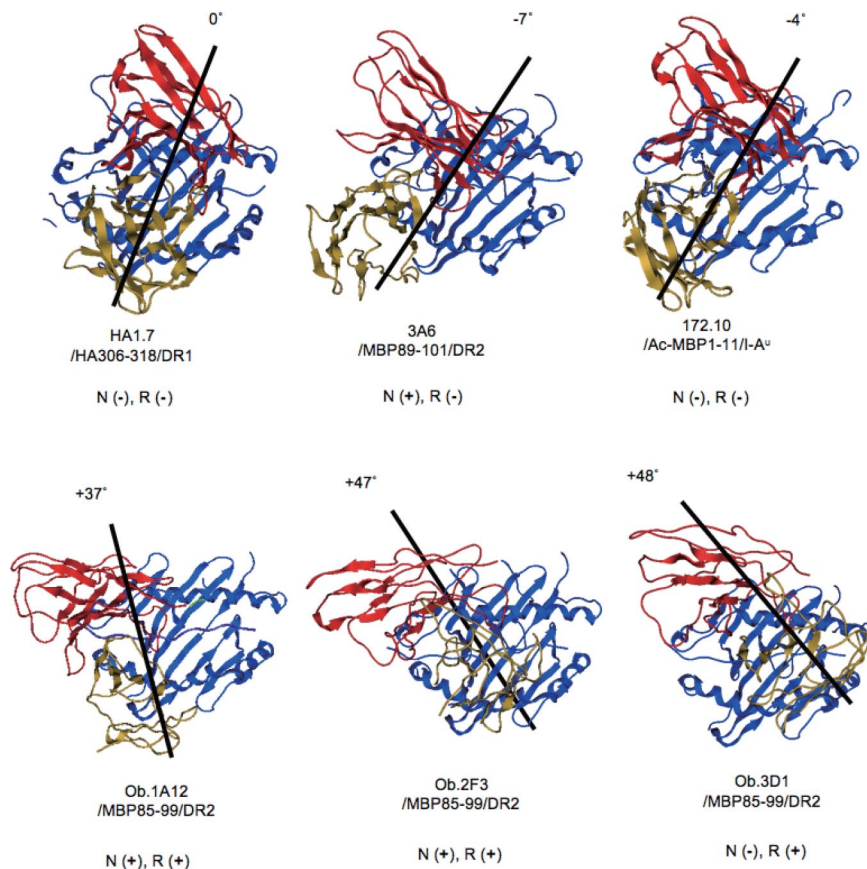 0°
-7°
-4°
HA1.7
/HA306-318/DR1
N (-), R (-)
3A6
/MBP89-101/DR2
N (+), R (-)
172.10
/Ac-MBP1-11/I-Aᵘ
N (-), R (-)
+37°
+47°
+48°
Ob.1A12
/MBP85-99/DR2
N (+), R (+)
Ob.2F3
/MBP85-99/DR2
N (+), R (+)
Ob.3D1
/MBP85-99/DR2
N (-), R (+)